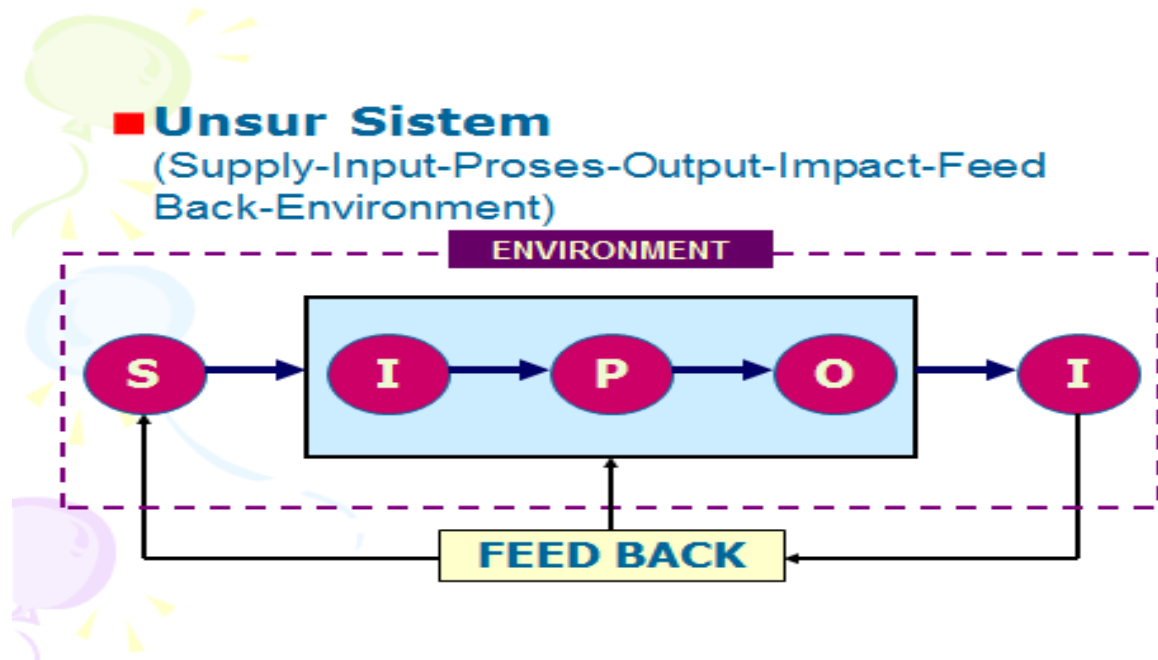 Unsur Sistem
(Supply-Input-Proses-Output-Impact-Feed
Back-Environment)
ENVIRONMENT
S
I
P
O
I
FEED BACK